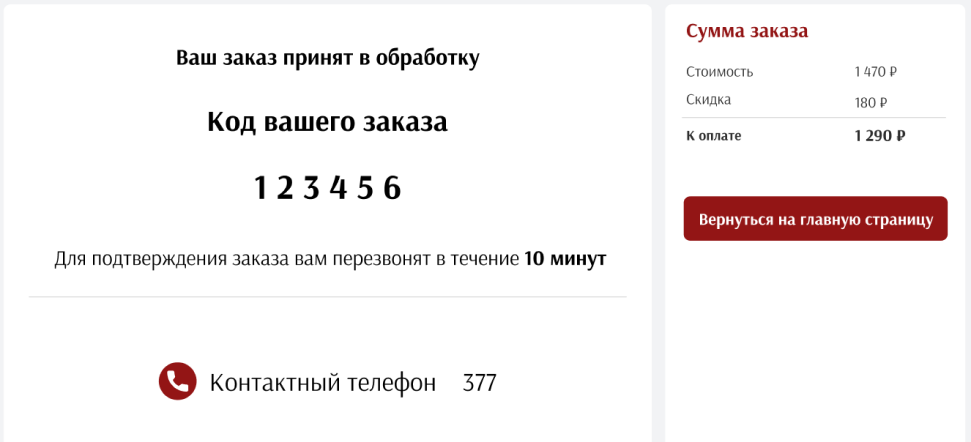 Ваш заказ принят в обработку
Код вашего заказа
1 2 3 4 5 6
Для подтверждения заказа вам перезвонят в течение 10 минут
Контактный телефон 377
Сумма заказа
Стоимость 1 470 ₽
Скидка 180 ₽
К оплате 1 290 ₽
Вернуться на главную страницу